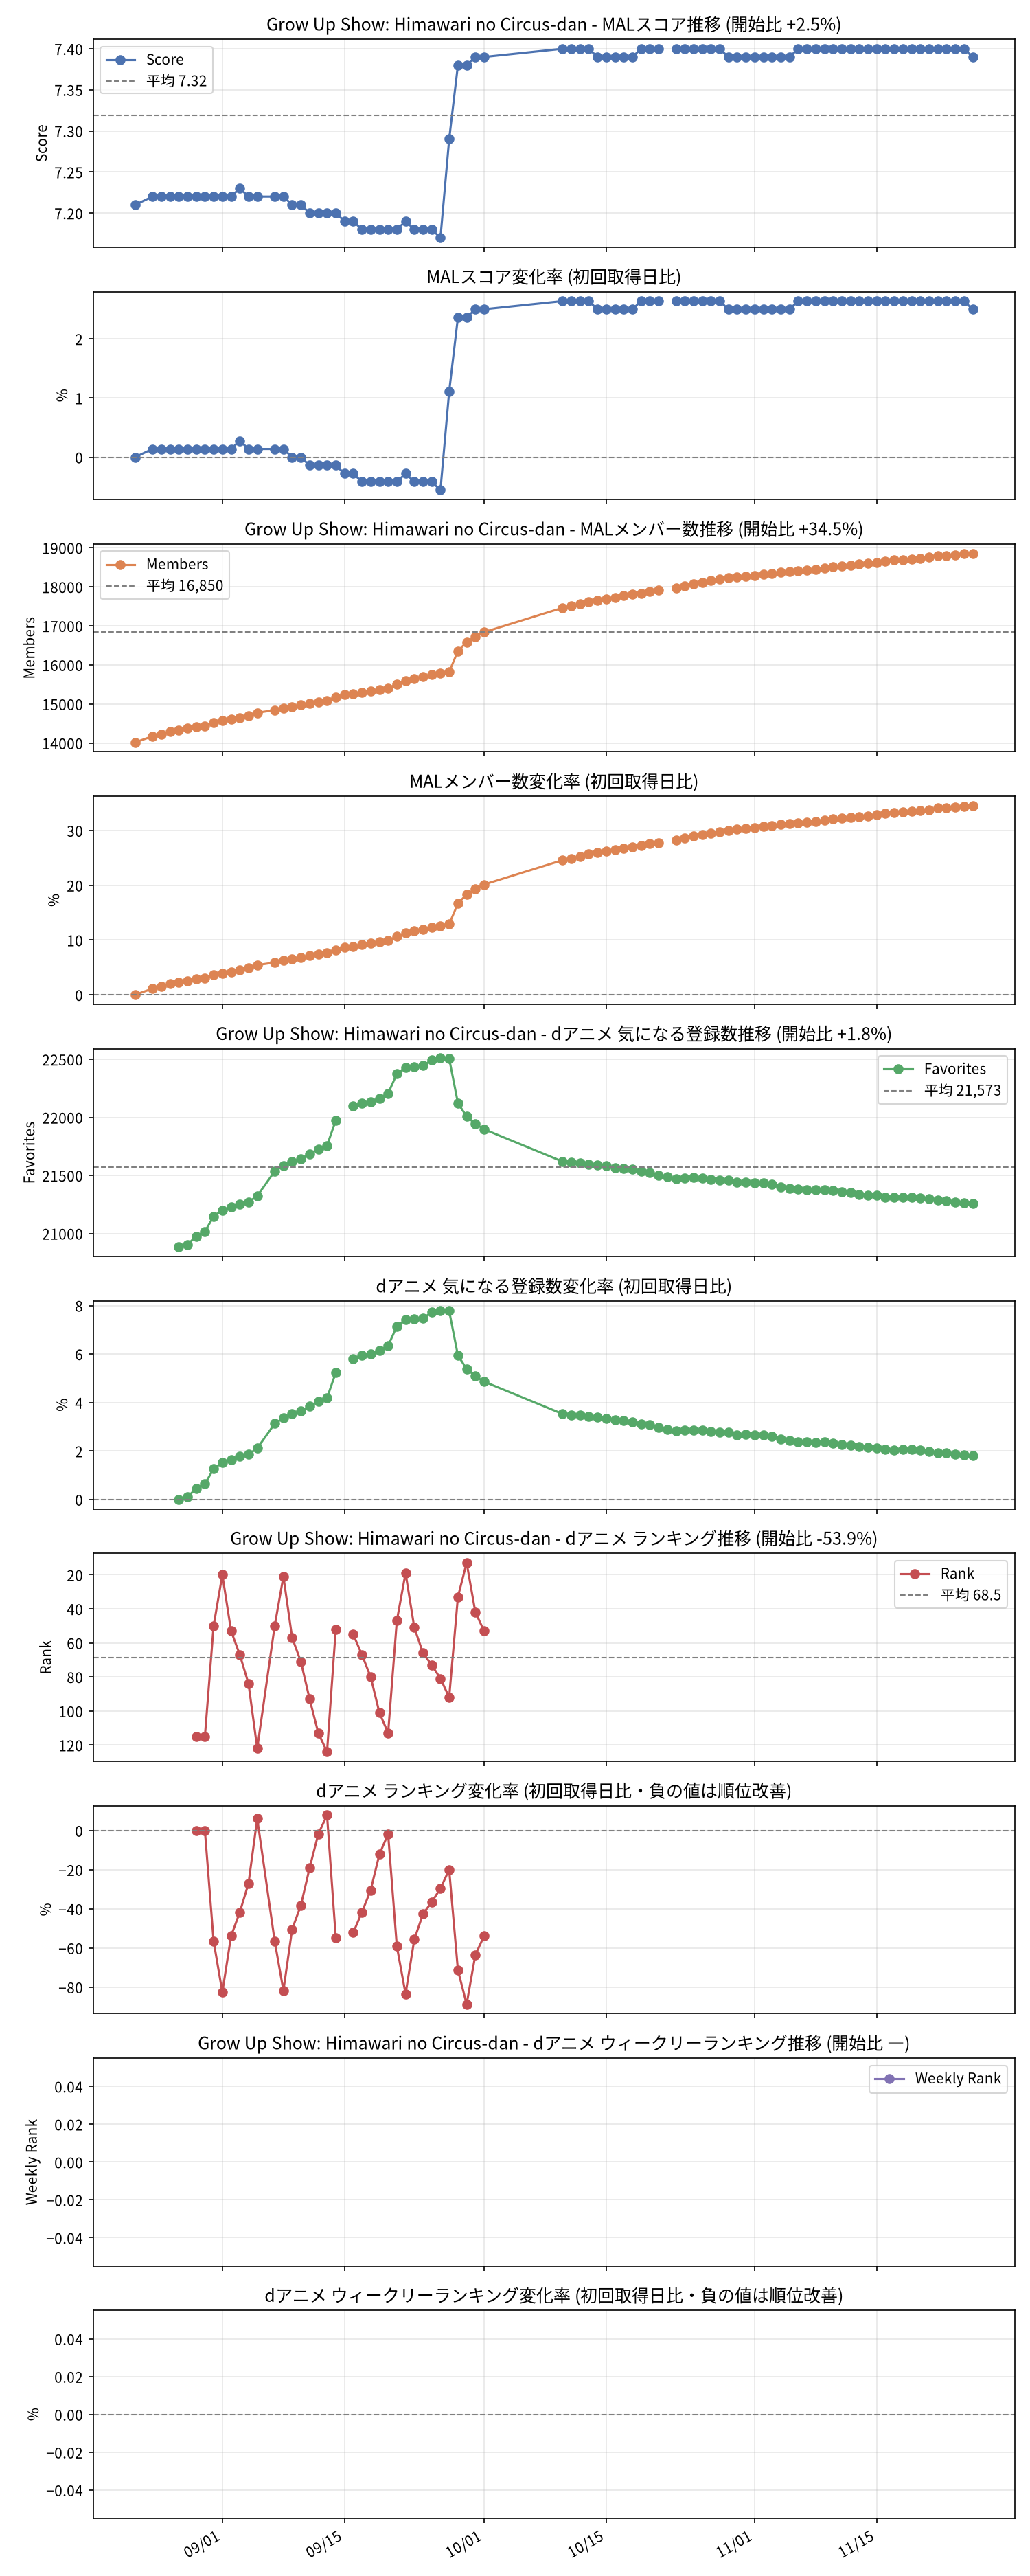 Grow Up Show: Himawari no Circus-dan - MALスコア推移 (開始比 +2.5%)
7.40
7.35
7.30
7.25
7.20
Score
Score
平均 7.32
MALスコア変化率 (初回取得日比)
2
1
0
%
Grow Up Show: Himawari no Circus-dan - MALメンバー数推移 (開始比 +34.5%)
19000
18000
17000
16000
15000
14000
Members
Members
平均 16,850
MALメンバー数変化率 (初回取得日比)
30
20
10
0
%
Grow Up Show: Himawari no Circus-dan - dアニメ 気になる登録数推移 (開始比 +1.8%)
22500
22000
21500
21000
Favorites
Favorites
平均 21,573
dアニメ 気になる登録数変化率 (初回取得日比)
8
6
4
2
0
%
Grow Up Show: Himawari no Circus-dan - dアニメ ランキング推移 (開始比 -53.9%)
20
40
60
80
100
120
Rank
Rank
平均 68.5
dアニメ ランキング変化率 (初回取得日比・負の値は順位改善)
0
−20
−40
−60
−80
%
Grow Up Show: Himawari no Circus-dan - dアニメ ウィークリーランキング推移 (開始比 —)
0.04
0.02
0.00
−0.02
−0.04
Weekly Rank
Weekly Rank
dアニメ ウィークリーランキング変化率 (初回取得日比・負の値は順位改善)
0.04
0.02
0.00
−0.02
−0.04
%
09/01
09/15
10/01
10/15
11/01
11/15